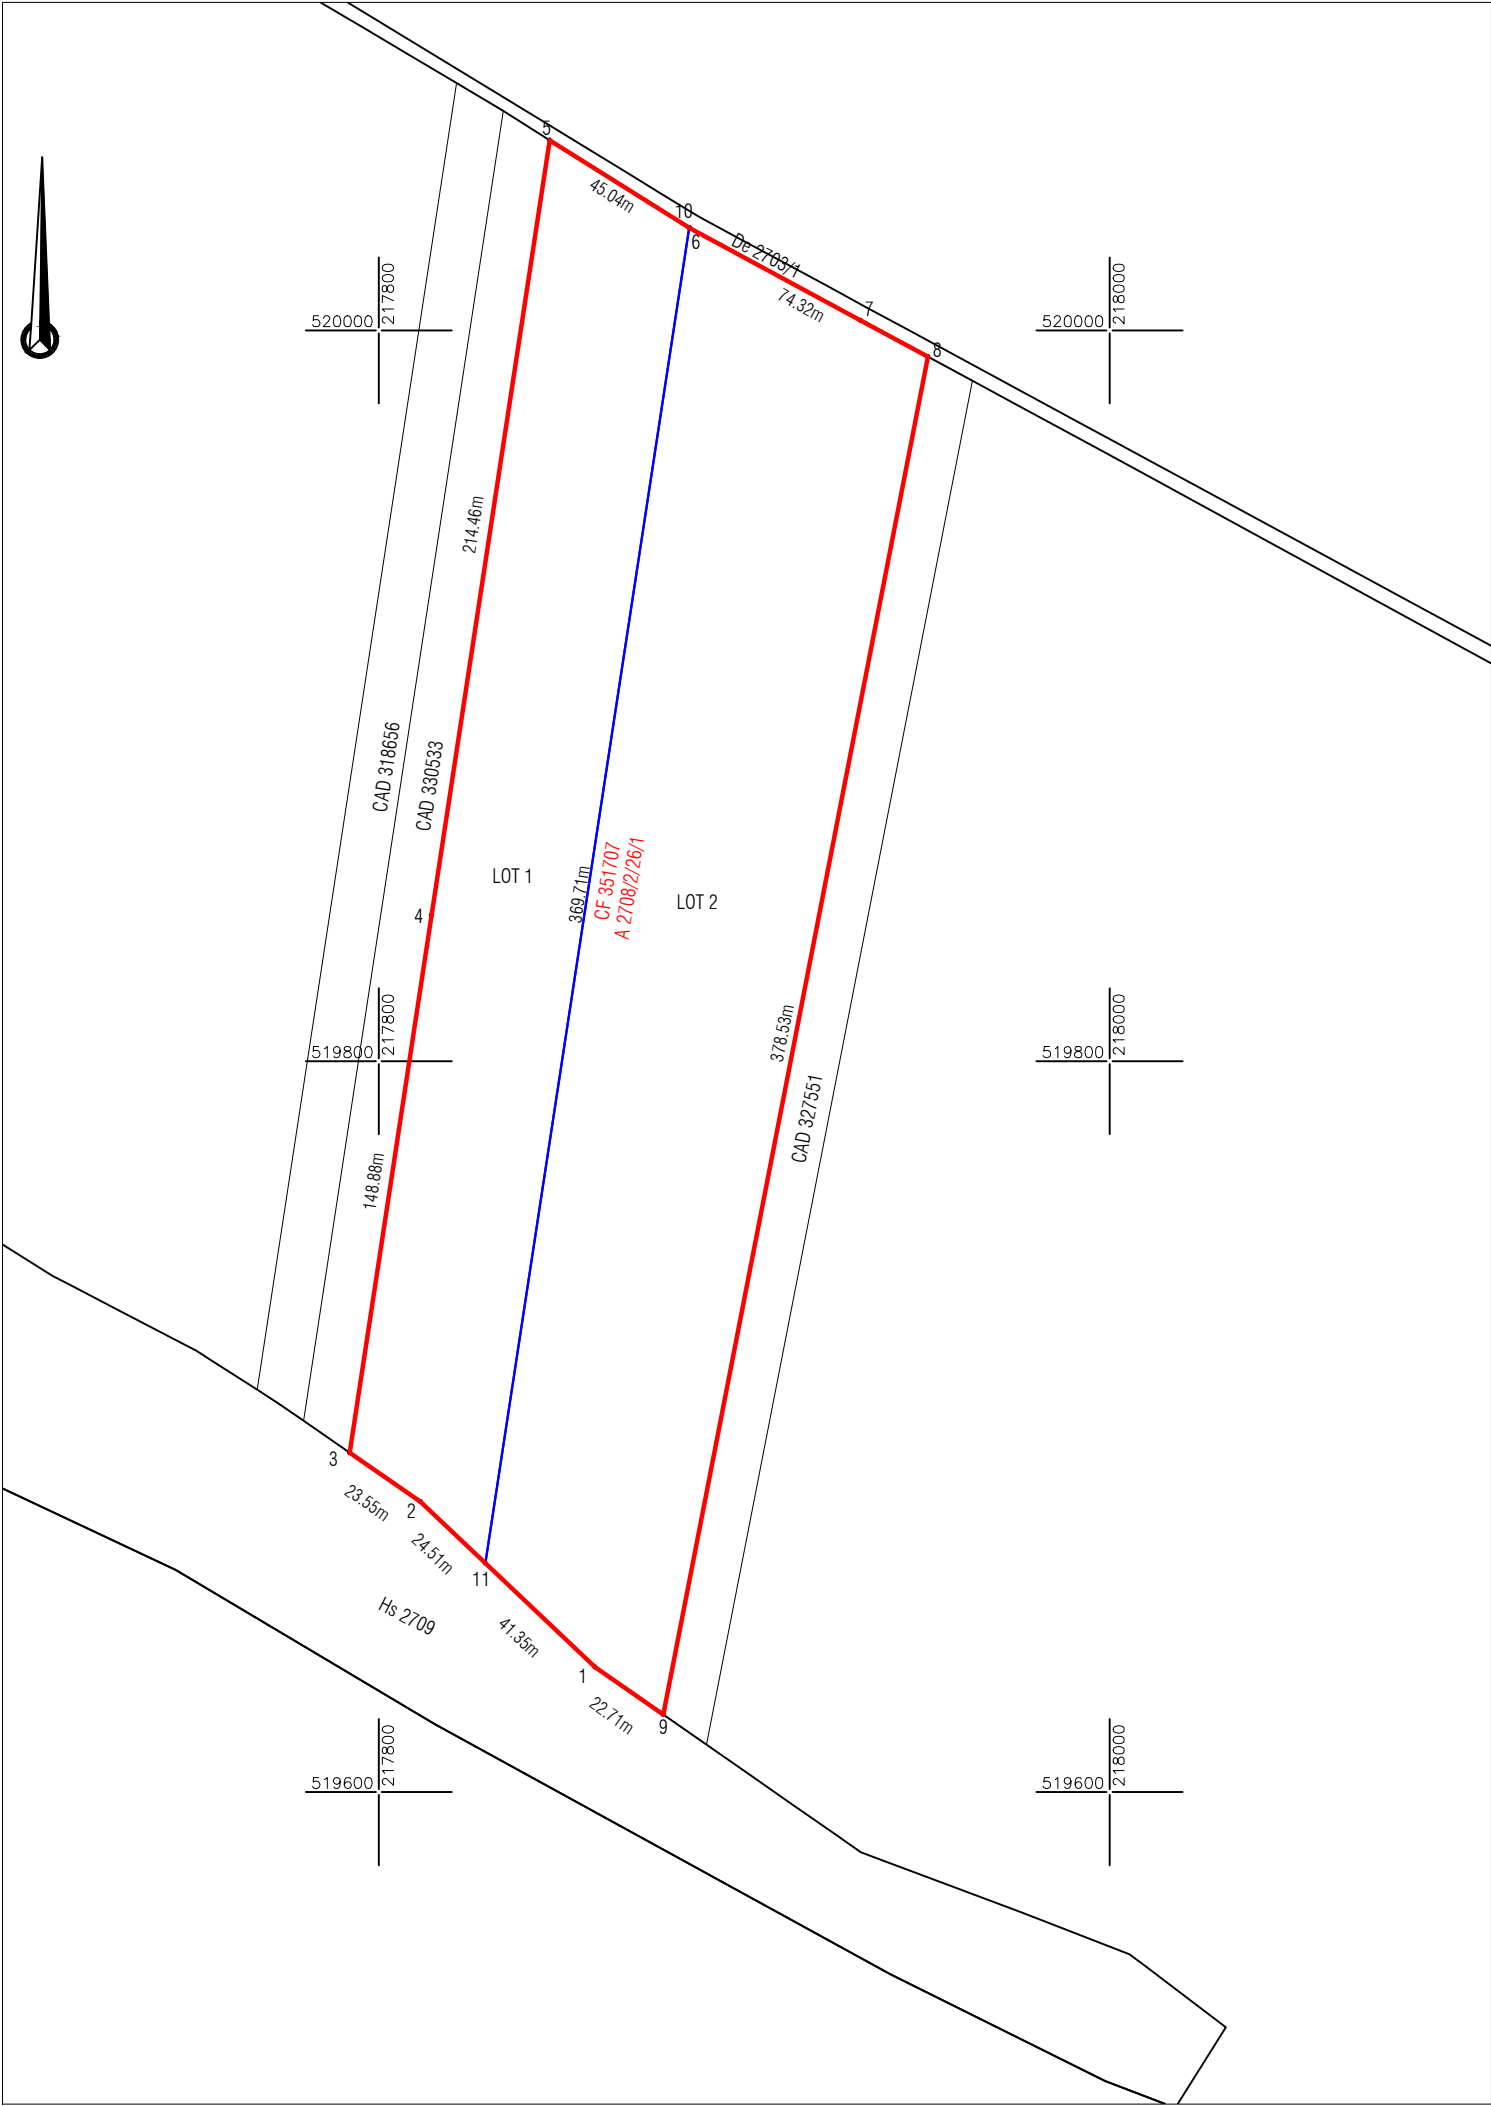 5
45.04m
10
6
De 2703/1
74.32m
7
8
520000
217800
520000
218000
214.46m
CAD 318656
CAD 330533
LOT 1
369.71m
CF 351707
A 2708/2/26/1
LOT 2
4
378.53m
519800
217800
519800
218000
CAD 327551
148.88m
3
23.55m
2
24.51m
11
Hs 2709
41.35m
1
22.71m
9
519600
217800
519600
218000